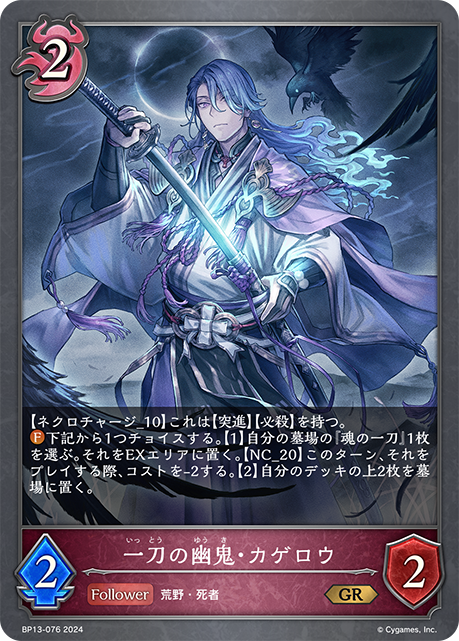 2
【ネクロチャージ_10】これは【突進】【必殺】を持つ。
F下記から1つチョイスする。【1】自分の墓場の『魂の一刀』1枚
を選ぶ。それをEXエリアに置く。【NC_20】このターン、それを
プレイする際、コストを-2する。【2】自分のデッキの上2枚を墓
場に置く。
いっとう ゆうき
一刀の幽鬼・カゲロウ
2 Follower 荒野・死者 GR 2
BP13-076 2024 © Cygames, Inc.